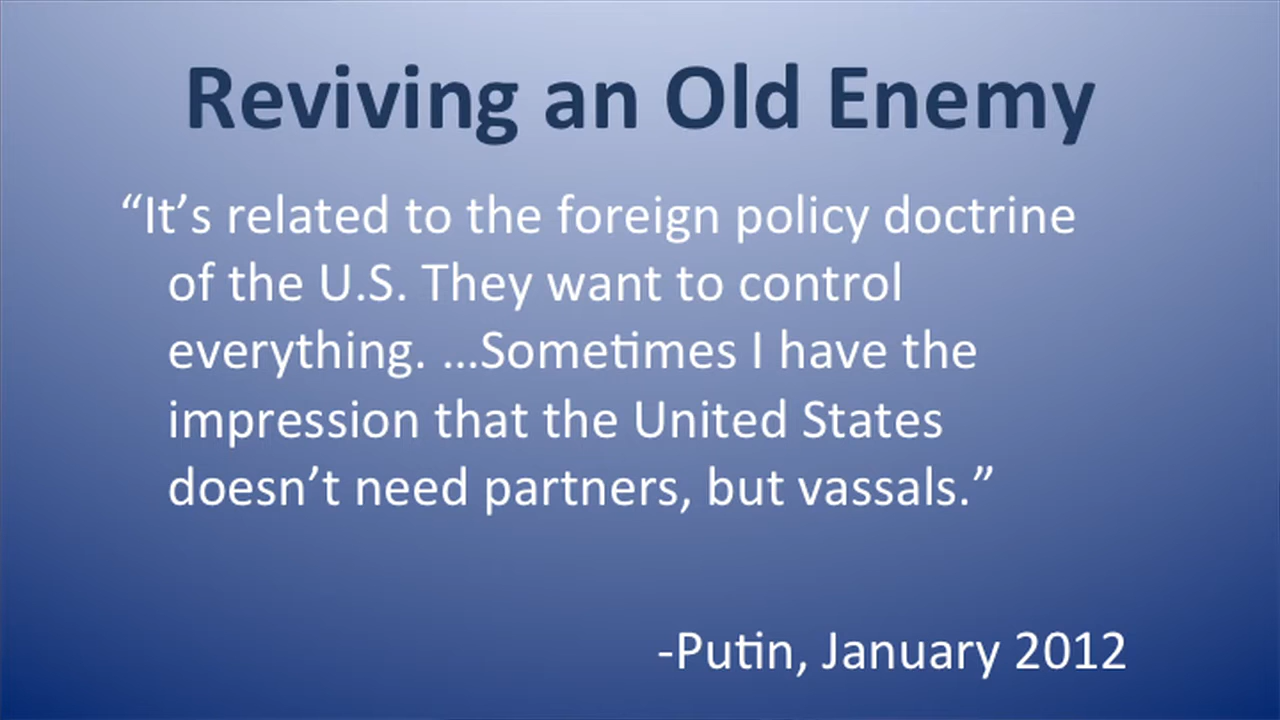 Reviving an Old Enemy
“It’s related to the foreign policy doctrine
of the U.S. They want to control
everything. …Sometimes I have the
impression that the United States
doesn’t need partners, but vassals.”
-Putin, January 2012